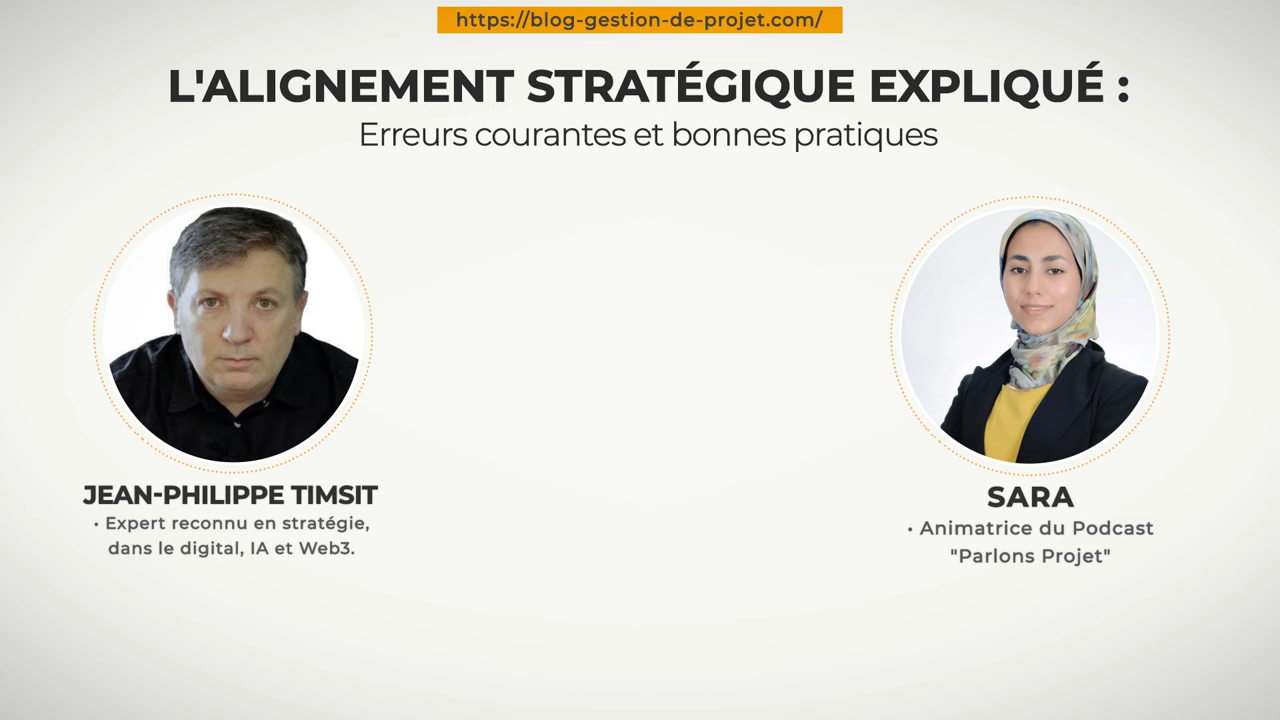 https://blog-gestion-de-projet.com/
L'ALIGNEMENT STRATÉGIQUE EXPLIQUÉ :
Erreurs courantes et bonnes pratiques
JEAN-PHILIPPE TIMSIT
• Expert reconnu en stratégie,
dans le digital, IA et Web3.
SARA
• Animatrice du Podcast
"Parlons Projet"